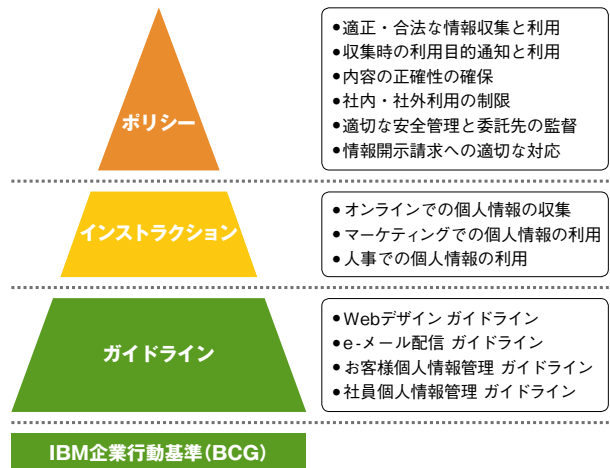 ポリシー
●適正・合法な情報収集と利用
●収集時の利用目的通知と利用
●内容の正確性の確保
●社内・社外利用の制限
●適切な安全管理と委託先の監督
●情報開示請求への適切な対応
インストラクション
●オンラインでの個人情報の収集
●マーケティングでの個人情報の利用
●人事での個人情報の利用
ガイドライン
●Webデザイン ガイドライン
●e-メール配信 ガイドライン
●お客様個人情報管理 ガイドライン
●社員個人情報管理 ガイドライン
IBM企業行動基準(BCG)